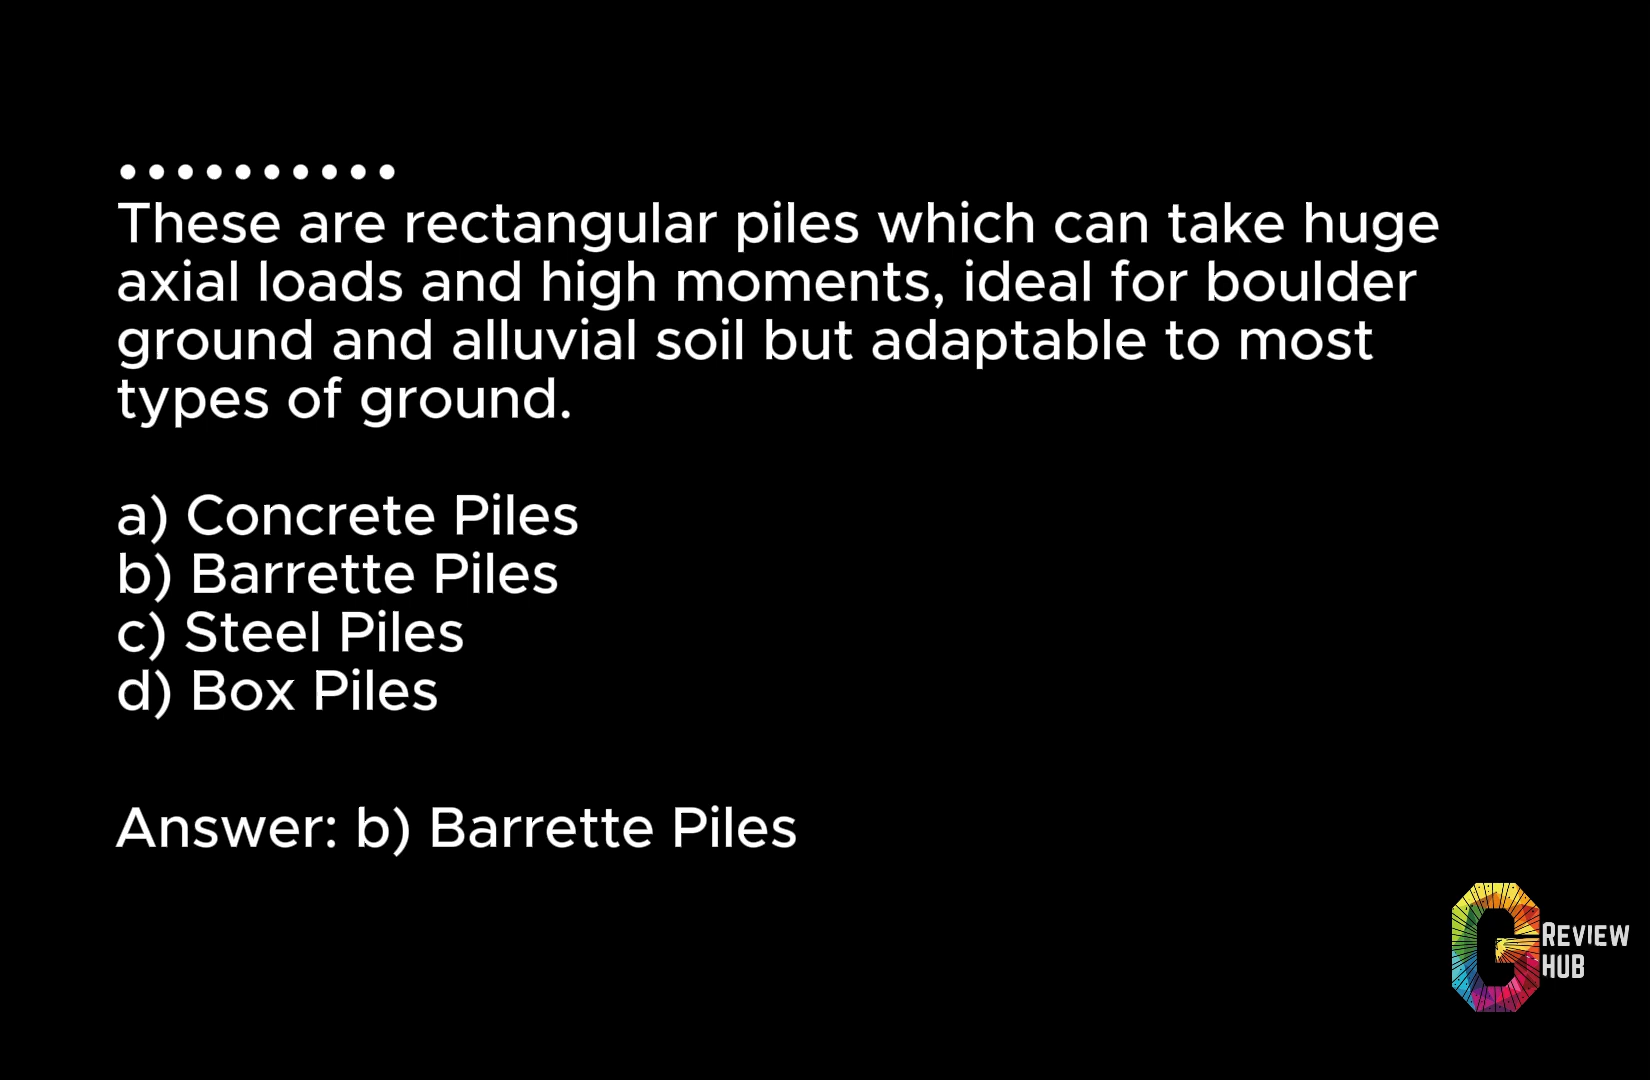 ••••••••••
These are rectangular piles which can take huge
axial loads and high moments, ideal for boulder
ground and alluvial soil but adaptable to most
types of ground.
a) Concrete Piles
b) Barrette Piles
c) Steel Piles
d) Box Piles
Answer: b) Barrette Piles
G REVIEW
HUB